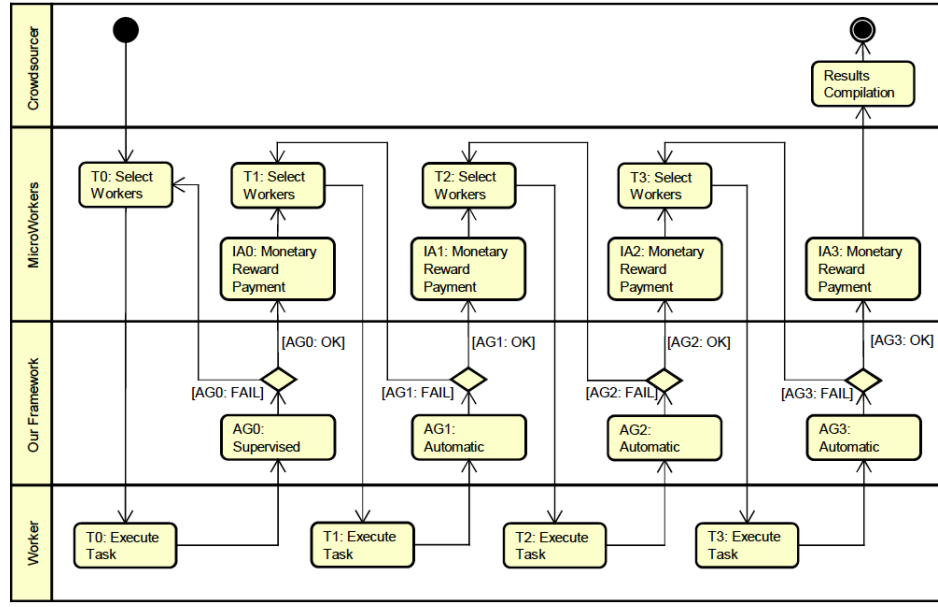 Crowdsourcer
Results
Compilation
MicroWorkers
T0: Select
Workers
T1: Select
Workers
T2: Select
Workers
T3: Select
Workers
IA0: Monetary
Reward
Payment
IA1: Monetary
Reward
Payment
IA2: Monetary
Reward
Payment
IA3: Monetary
Reward
Payment
Our Framework
[AG0: OK]
[AG1: OK]
[AG2: OK]
[AG3: OK]
[AG0: FAIL]
[AG1: FAIL]
[AG2: FAIL]
[AG3: FAIL]
AG0:
Supervised
AG1:
Automatic
AG2:
Automatic
AG3:
Automatic
Worker
T0: Execute
Task
T1: Execute
Task
T2: Execute
Task
T3: Execute
Task